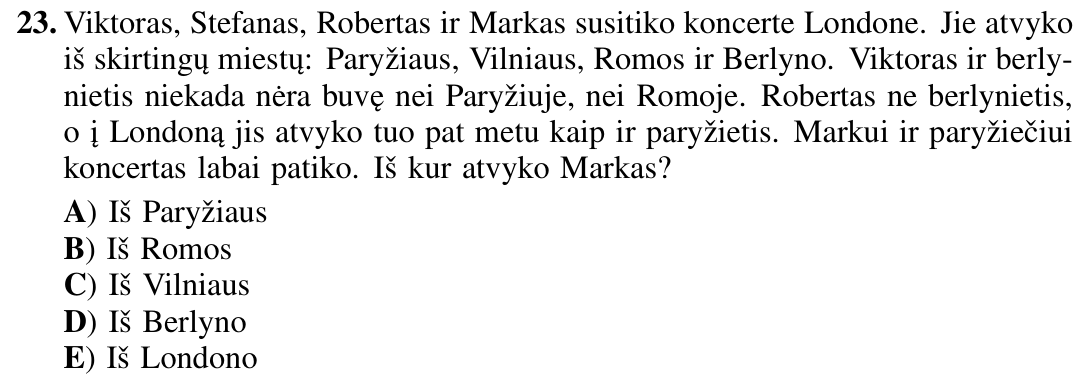 23. Viktoras, Stefanas, Robertas ir Markas susitiko koncerte Londone. Jie atvyko
iš skirtingų miestų: Paryžiaus, Vilniaus, Romos ir Berlyno. Viktoras ir berly-
nietis niekada nėra buvę nei Paryžiuje, nei Romoje. Robertas ne berlynietis,
o į Londoną jis atvyko tuo pat metu kaip ir paryžietis. Markui ir paryžiečiui
koncertas labai patiko. Iš kur atvyko Markas?
A) Iš Paryžiaus
B) Iš Romos
C) Iš Vilniaus
D) Iš Berlyno
E) Iš Londono